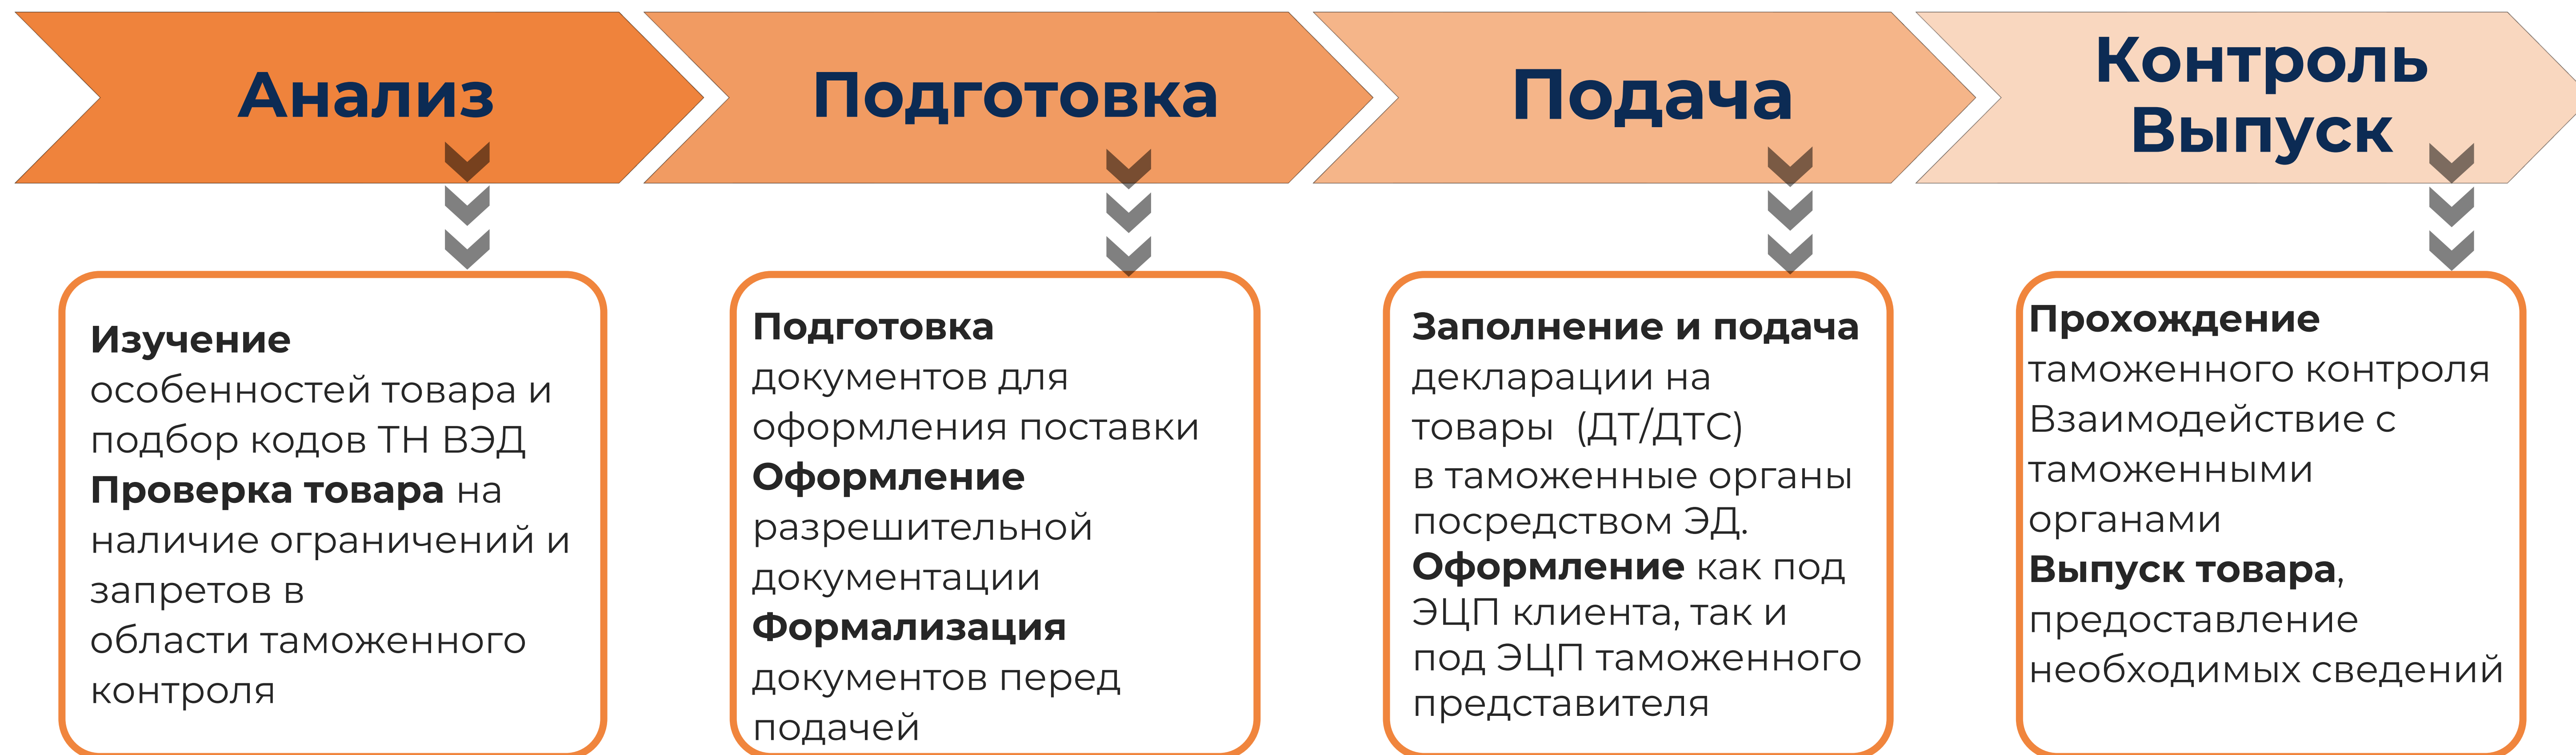 Анализ
Подготовка
Подача
Контроль
Выпуск
Изучение
особенностей товара и
подбор кодов ТН ВЭД
Проверка товара на
наличие ограничений и
запретов в
области таможенного
контроля
Подготовка
документов для
оформления поставки
Оформление
разрешительной
документации
Формализация
документов перед
подачей
Заполнение и подача
декларации на
товары (ДТ/ДТС)
в таможенные органы
посредством ЭД.
Оформление как под
ЭЦП клиента, так и
под ЭЦП таможенного
представителя
Прохождение
таможенного контроля
Взаимодействие с
таможенными
органами
Выпуск товара,
предоставление
необходимых сведений